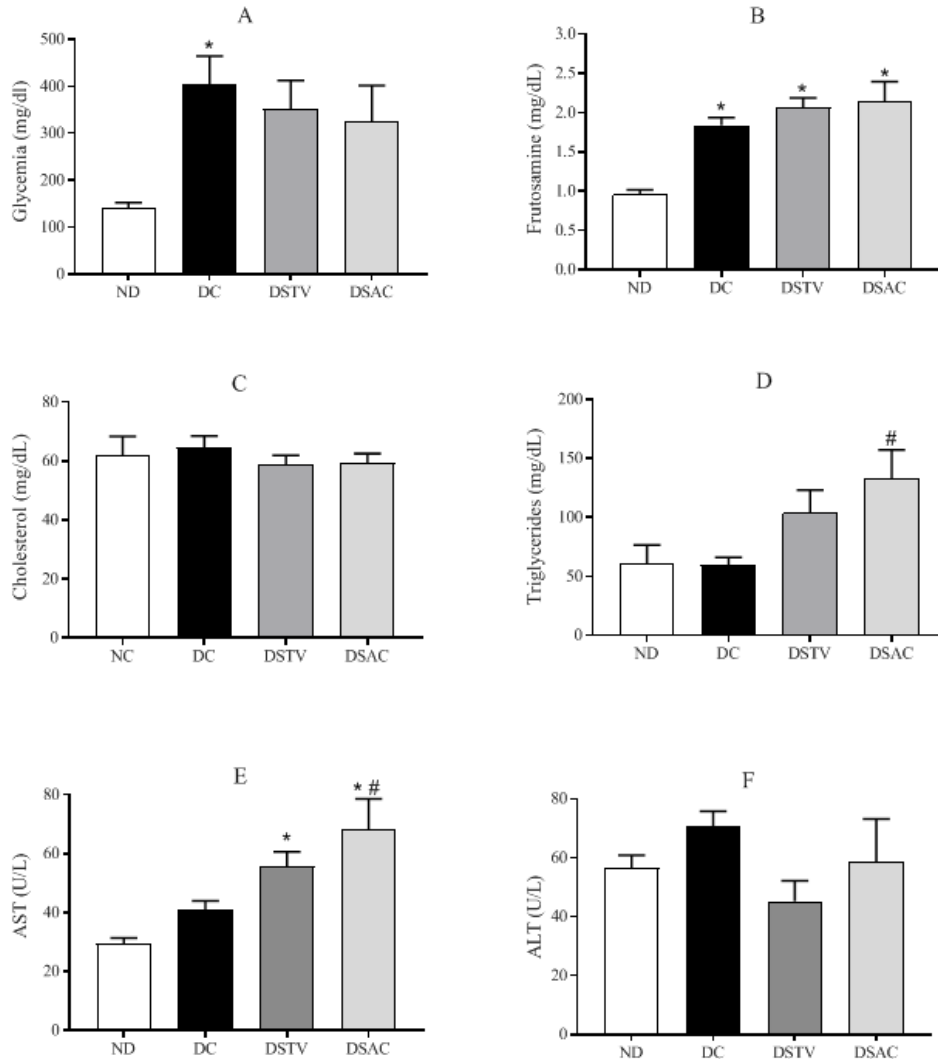 A
Glycemia (mg/dl)
500
400
300
200
100
0
*
ND DC DSTV DSAC
B
Frutosamine (mg/dL)
3.0
2.5
2.0
1.5
1.0
0.5
0.0
* * *
ND DC DSTV DSAC
C
Cholesterol (mg/dL)
80
60
40
20
0
NC DC DSTV DSAC
D
Triglycerides (mg/dL)
200
150
100
50
0
#
ND DC DSTV DSAC
E
AST (U/L)
80
60
40
20
0
* * #
ND DC DSTV DSAC
F
ALT (U/L)
80
60
40
20
0
ND DC DSTV DSAC